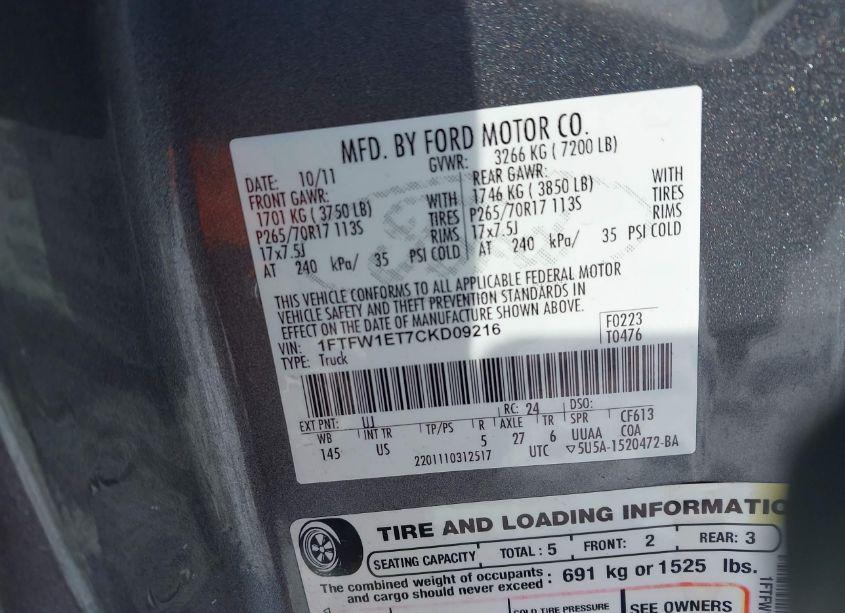 MFD. BY FORD MOTOR CO.
DATE: 10/11 GVWR: 3266 KG ( 7200 LB)
FRONT GAWR: REAR GAWR:
1701 KG ( 3750 LB) WITH 1746 KG ( 3850 LB) WITH
P265/70R17 113S TIRES P265/70R17 113S TIRES
17x7.5J RIMS 17x7.5J RIMS
AT 240 kPa/ 35 PSI COLD AT 240 kPa/ 35 PSI COLD
THIS VEHICLE CONFORMS TO ALL APPLICABLE FEDERAL MOTOR
VEHICLE SAFETY AND THEFT PREVENTION STANDARDS IN
EFFECT ON THE DATE OF MANUFACTURE SHOWN ABOVE.
VIN: 1FTFW1ET7CKD09216 F0223
TYPE: Truck T0476
EXT PNT: UJ RC: 24 DSO:
WB INT TR TP/PS R AXLE TR SPR CF613
145 US 5 27 6 UUAA COA
2201110312517 UTC ▽5U5A-1520472-BA
TIRE AND LOADING INFORMATIO
SEATING CAPACITY TOTAL : 5 FRONT: 2 REAR: 3
The combined weight of occupants
and cargo should never exceed : 691 kg or 1525 lbs.
COLD TIRE PRESSURE SEE OWNERS